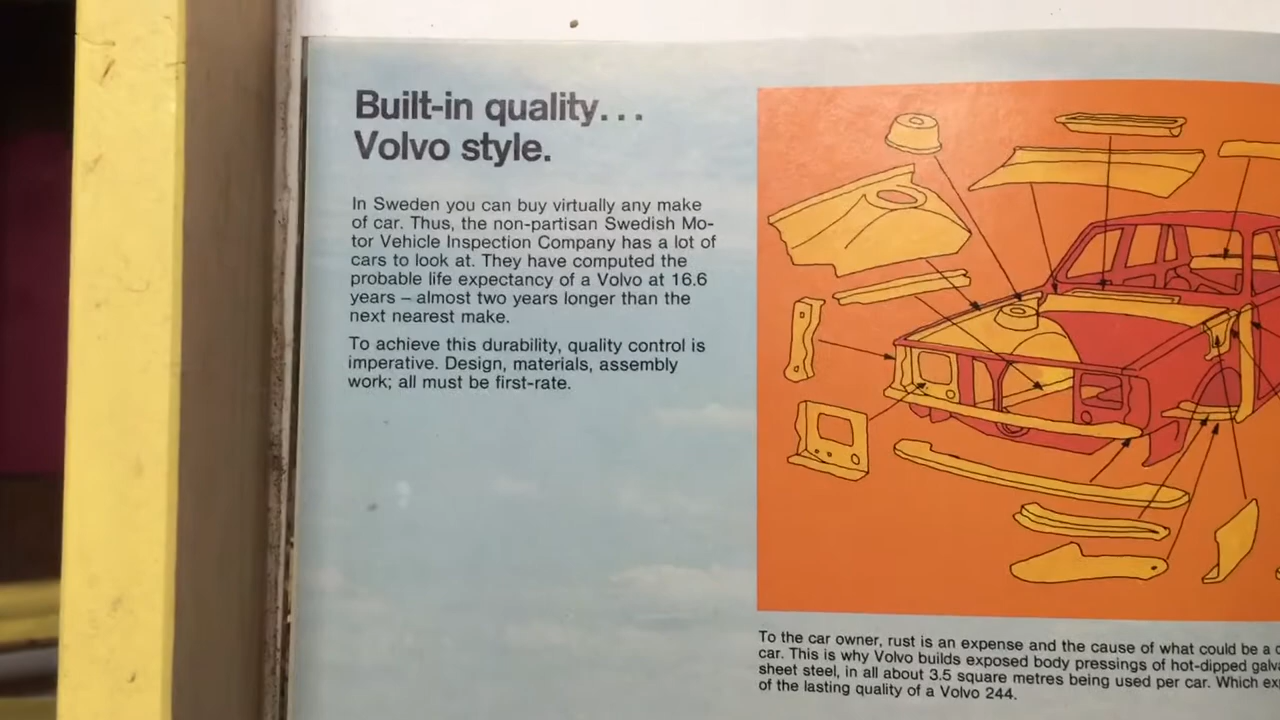 Built-in quality...
Volvo style.
In Sweden you can buy virtually any make
of car. Thus, the non-partisan Swedish Mo-
tor Vehicle Inspection Company has a lot of
cars to look at. They have computed the
probable life expectancy of a Volvo at 16.6
years – almost two years longer than the
next nearest make.
To achieve this durability, quality control is
imperative. Design, materials, assembly
work; all must be first-rate.
To the car owner, rust is an expense and the cause of what could be a
car. This is why Volvo builds exposed body pressings of hot-dipped
sheet steel, in all about 3.5 square metres being used per car. Which
of the lasting quality of a Volvo 244.